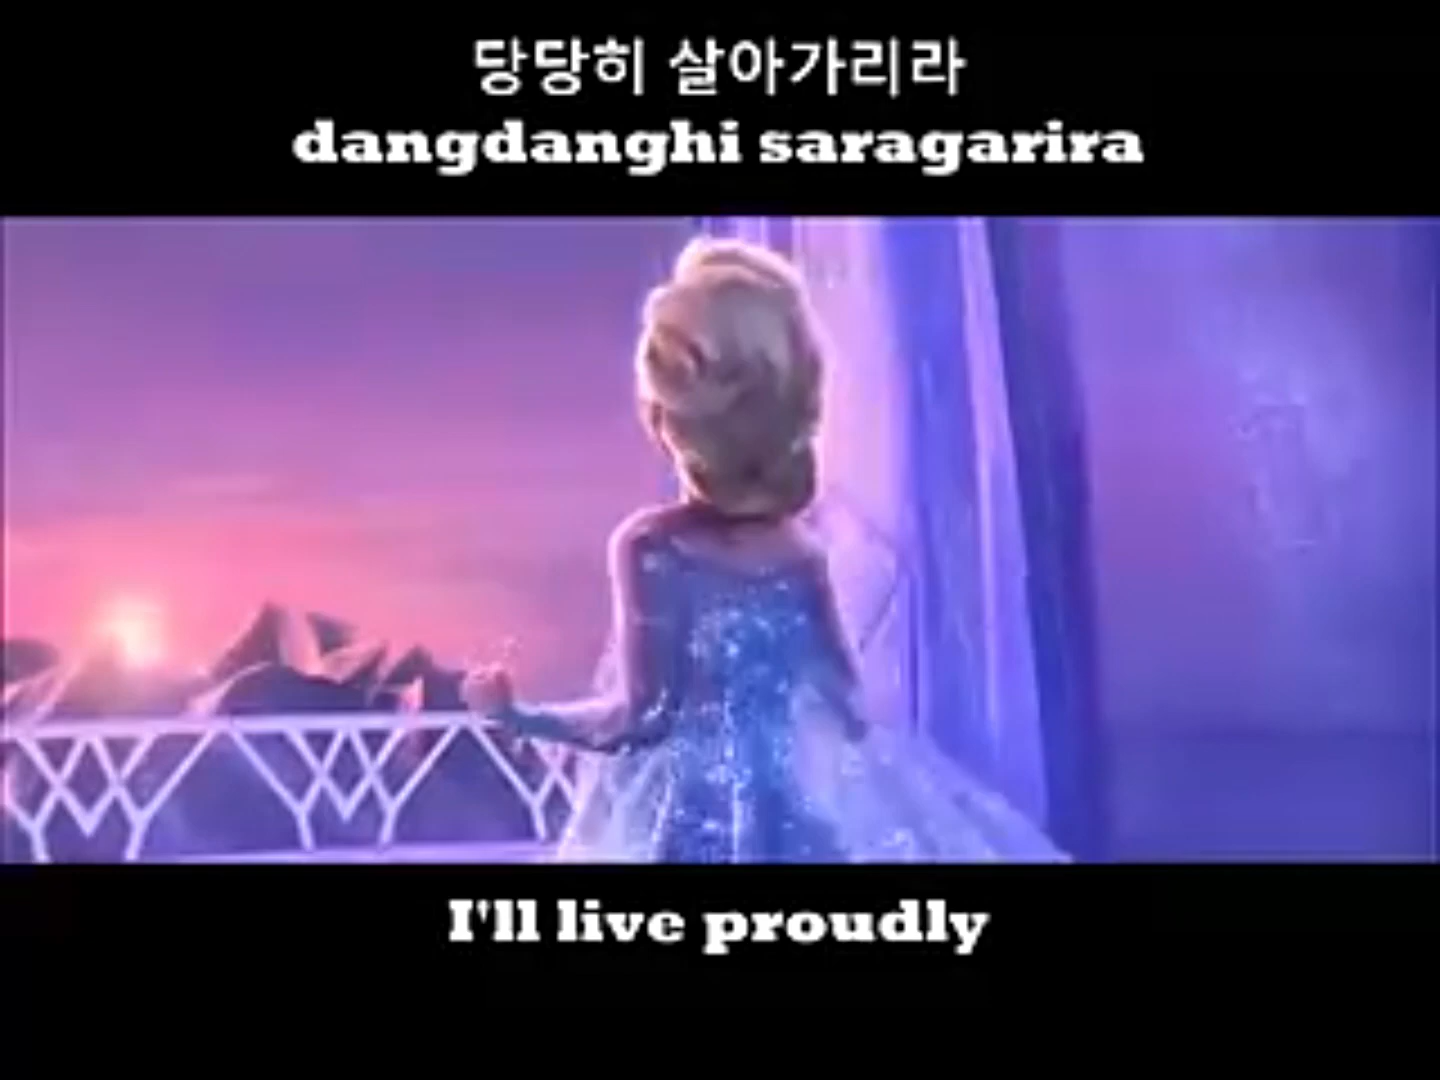 당당히 살아가리라
dangdanghi saragarira
I'll live proudly